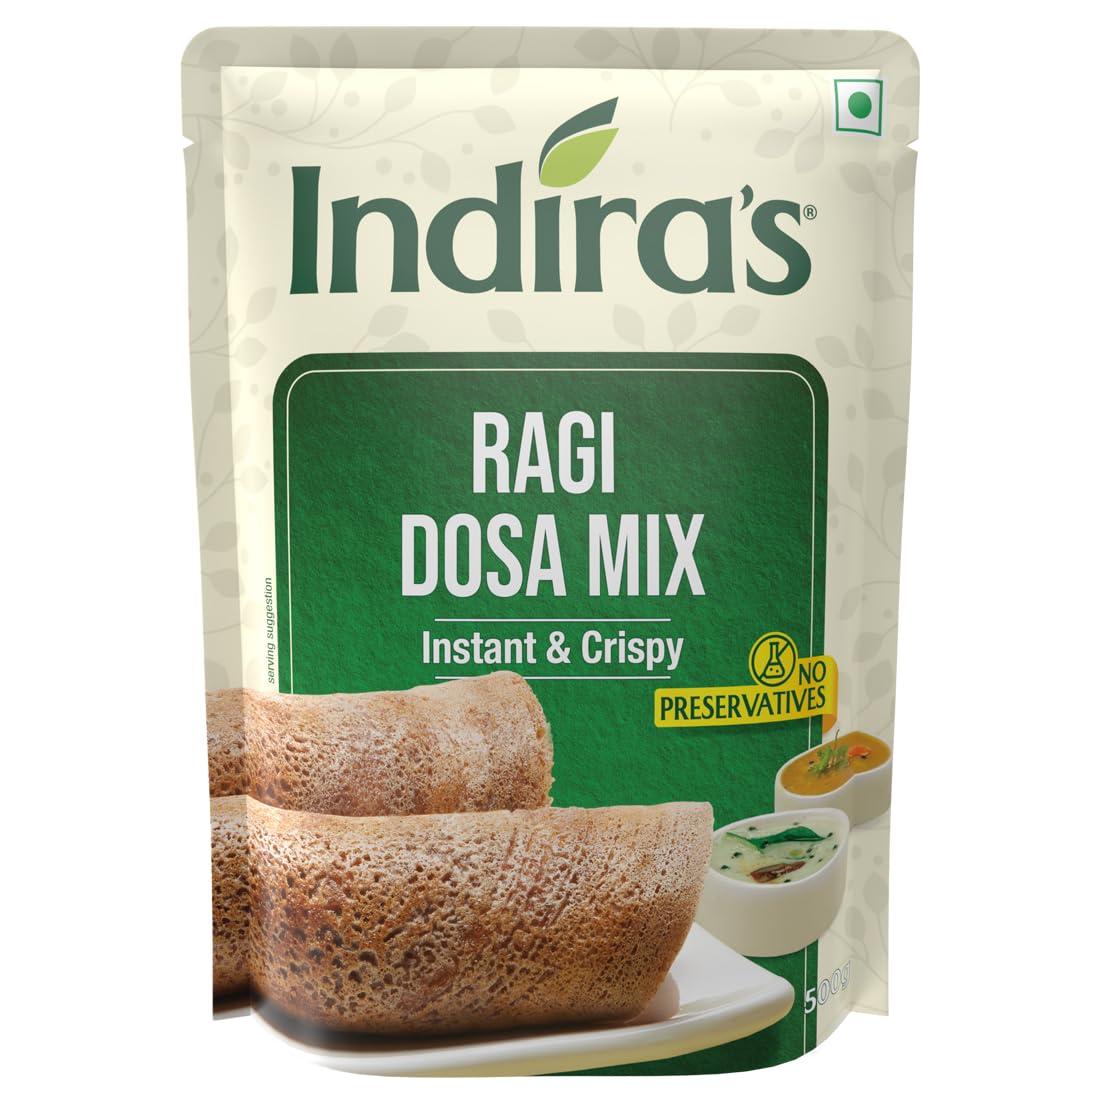 Indira's®
RAGI
DOSA MIX
Instant & Crispy
serving suggestion
NO
PRESERVATIVES
500g